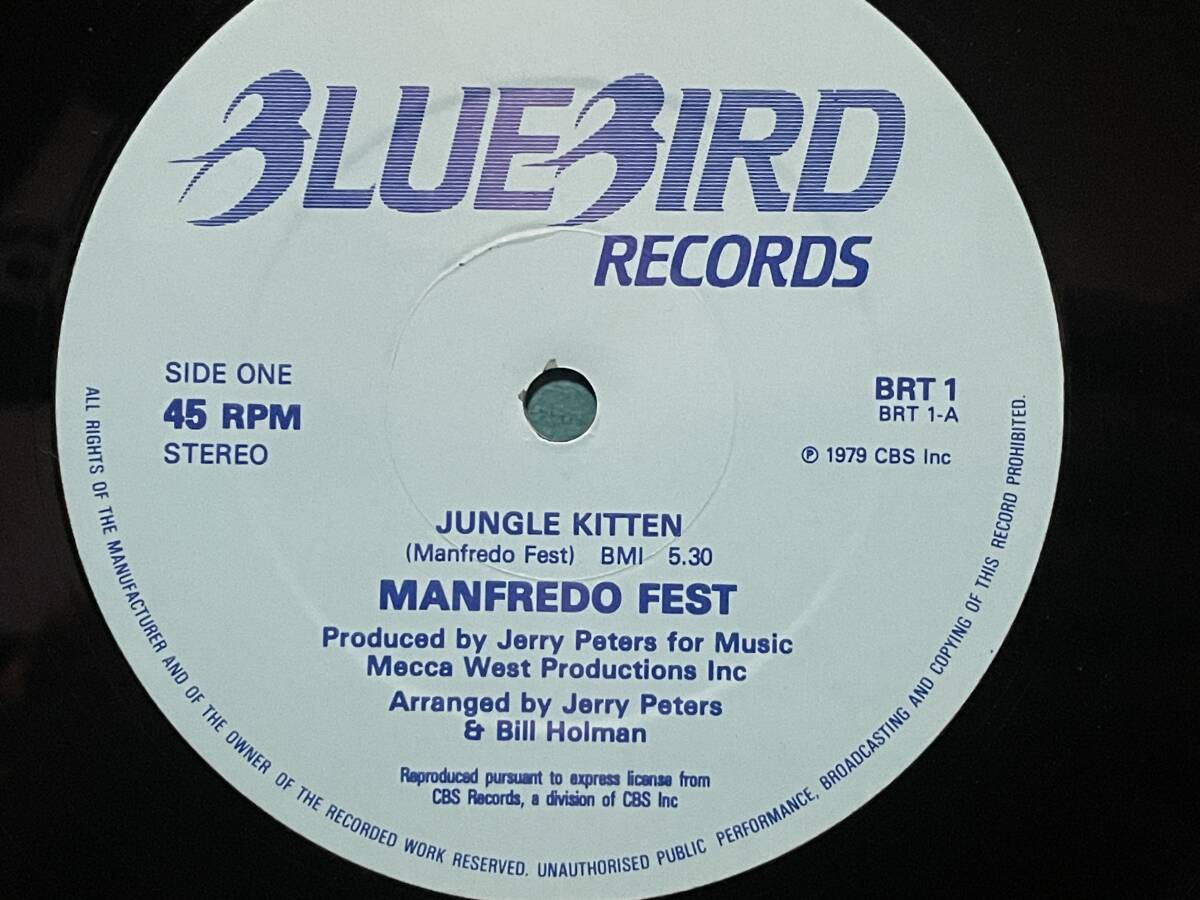 BLUEBIRD
RECORDS
SIDE ONE
45 RPM
STEREO
BRT 1
BRT 1-A
℗ 1979 CBS Inc
JUNGLE KITTEN
(Manfredo Fest) BMI 5.30
MANFREDO FEST
Produced by Jerry Peters for Music
Mecca West Productions Inc
Arranged by Jerry Peters
& Bill Holman
Reproduced pursuant to express license from
CBS Records, a division of CBS Inc
ALL RIGHTS OF THE MANUFACTURER AND OF THE OWNER OF THE RECORDED WORK RESERVED. UNAUTHORISED PUBLIC PERFORMANCE, BROADCASTING AND COPYING OF THIS RECORD PROHIBITED.